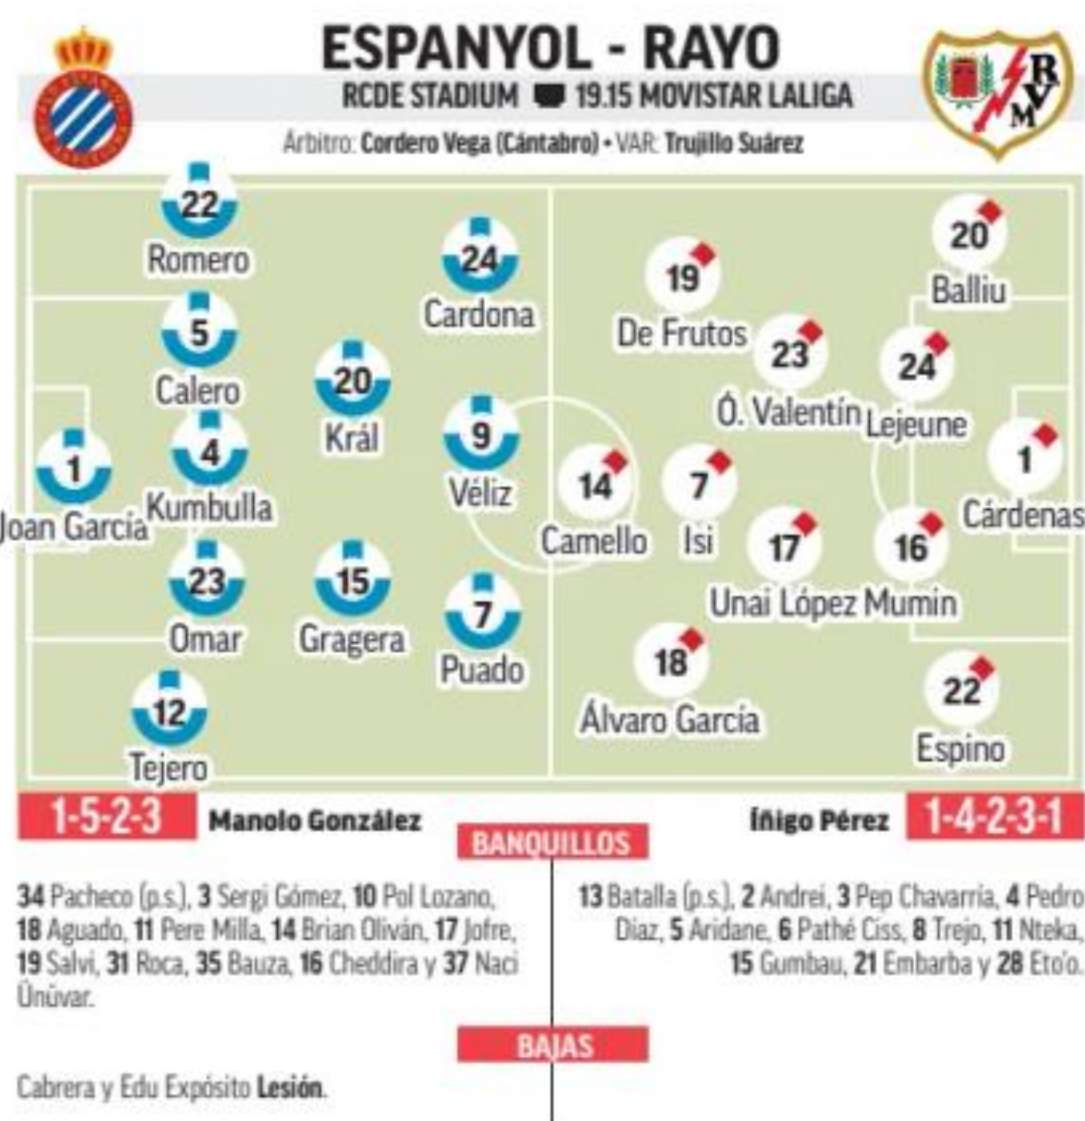 ESPANYOL - RAYO
RCDE STADIUM 19.15 MOVISTAR LALIGA
Árbitro: Cordero Vega (Cántabro) • VAR: Trujillo Suárez
22
Romero
5
Calero
4
Kumbulla
1
Joan García
23
Omar
12
Tejero
20
Král
15
Gragera
24
Cardona
9
Véliz
7
Puado
14
Camello
19
De Frutos
7
Isi
18
Álvaro García
23
Ó. Valentín
17
Unai López
20
Balliu
24
Lejeune
16
Mumin
22
Espino
1
Cárdenas
1-5-2-3 Manolo González
Íñigo Pérez 1-4-2-3-1
BANQUILLOS
34 Pacheco (p.s.), 3 Sergi Gómez, 10 Pol Lozano,
18 Aguado, 11 Pere Milla, 14 Brian Oliván, 17 Jofre,
19 Salvi, 31 Roca, 35 Bauza, 16 Cheddira y 37 Naci
Ünüvar.
13 Batalla (p.s.), 2 Andrei, 3 Pep Chavarría, 4 Pedro
Díaz, 5 Aridane, 6 Pathé Ciss, 8 Trejo, 11 Nteka,
15 Gumbau, 21 Embarba y 28 Eto'o.
BAJAS
Cabrera y Edu Expósito Lesión.